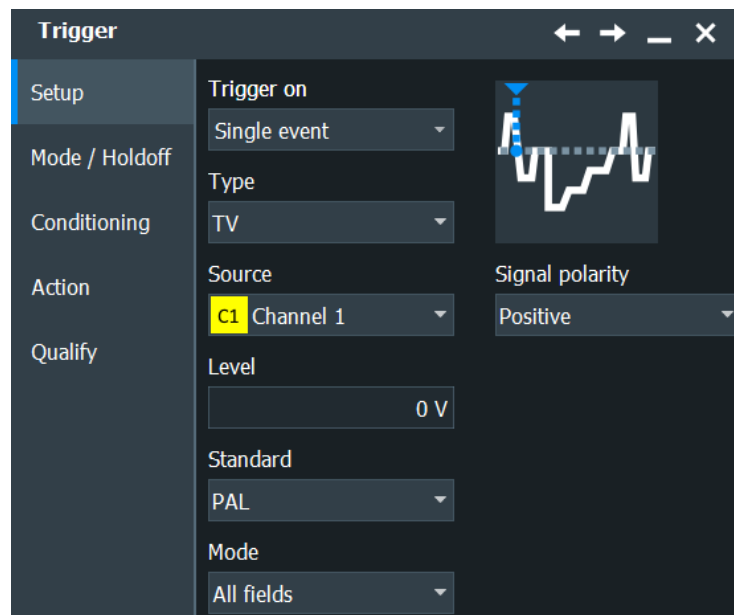 Trigger
Setup
Mode / Holdoff
Conditioning
Action
Qualify
Trigger on
Single event
Type
TV
Source
C1 Channel 1
Level
0 V
Standard
PAL
Mode
All fields
Signal polarity
Positive